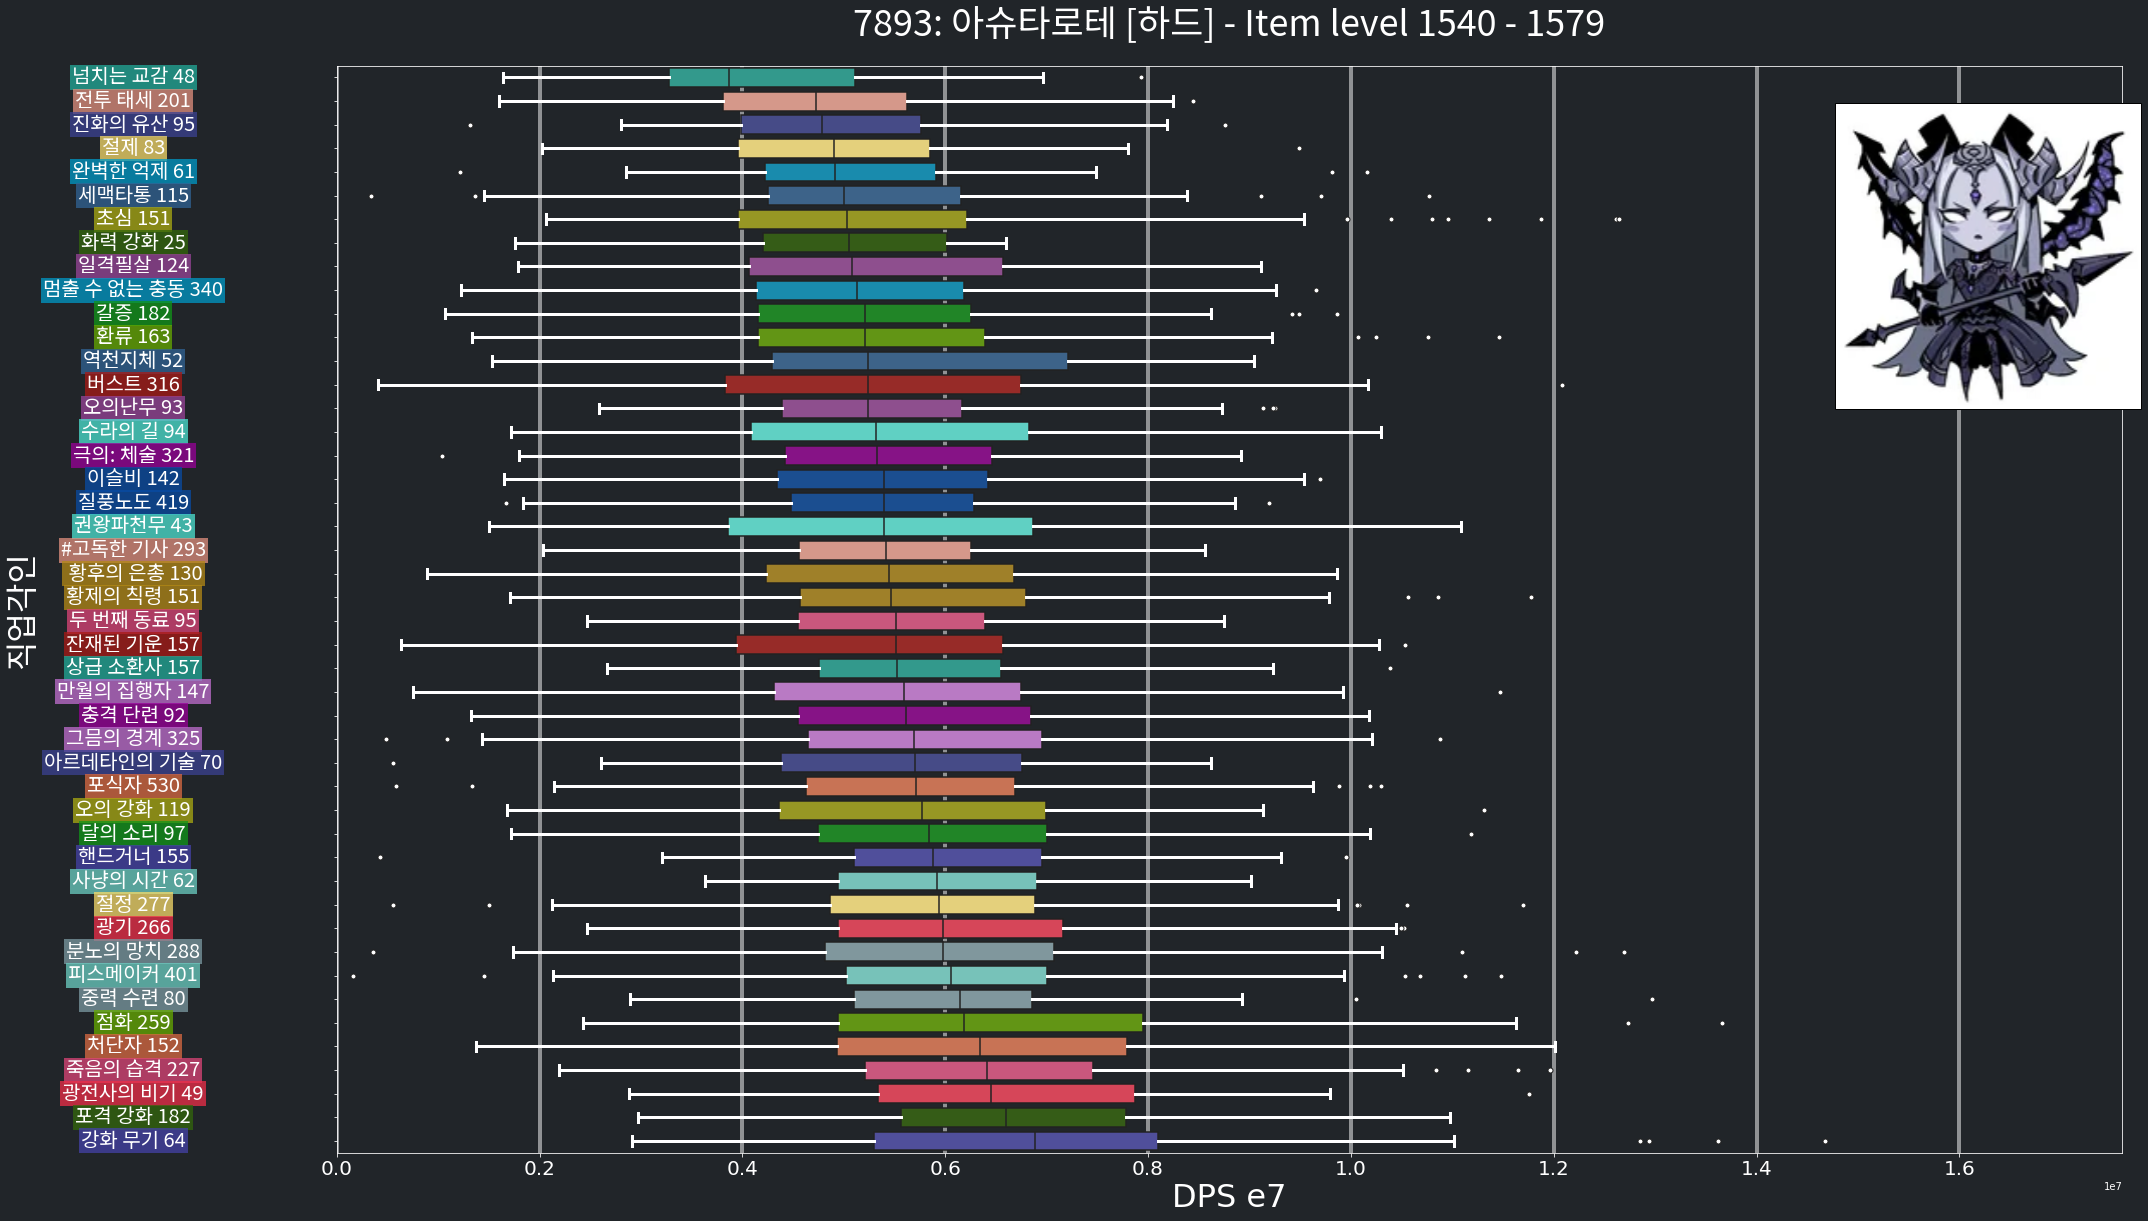 7893: 아슈타로테 [하드] - Item level 1540 - 1579
직업각인
넘치는 교감 48
전투 태세 201
진화의 유산 95
절제 83
완벽한 억제 61
세맥타통 115
초심 151
화력 강화 25
일격필살 124
멈출 수 없는 충동 340
갈증 182
환류 163
역천지체 52
버스트 316
오의난무 93
수라의 길 94
극의: 체술 321
이슬비 142
질풍노도 419
권왕파천무 43
#고독한 기사 293
황후의 은총 130
황제의 칙령 151
두 번째 동료 95
잔재된 기운 157
상급 소환사 157
만월의 집행자 147
충격 단련 92
그믐의 경계 325
아르데타인의 기술 70
포식자 530
오의 강화 119
달의 소리 97
핸드거너 155
사냥의 시간 62
절정 277
광기 266
분노의 망치 288
피스메이커 401
중력 수련 80
점화 259
처단자 152
죽음의 습격 227
광전사의 비기 49
포격 강화 182
강화 무기 64
0.0 0.2 0.4 0.6 0.8 1.0 1.2 1.4 1.6
1e7
DPS e7